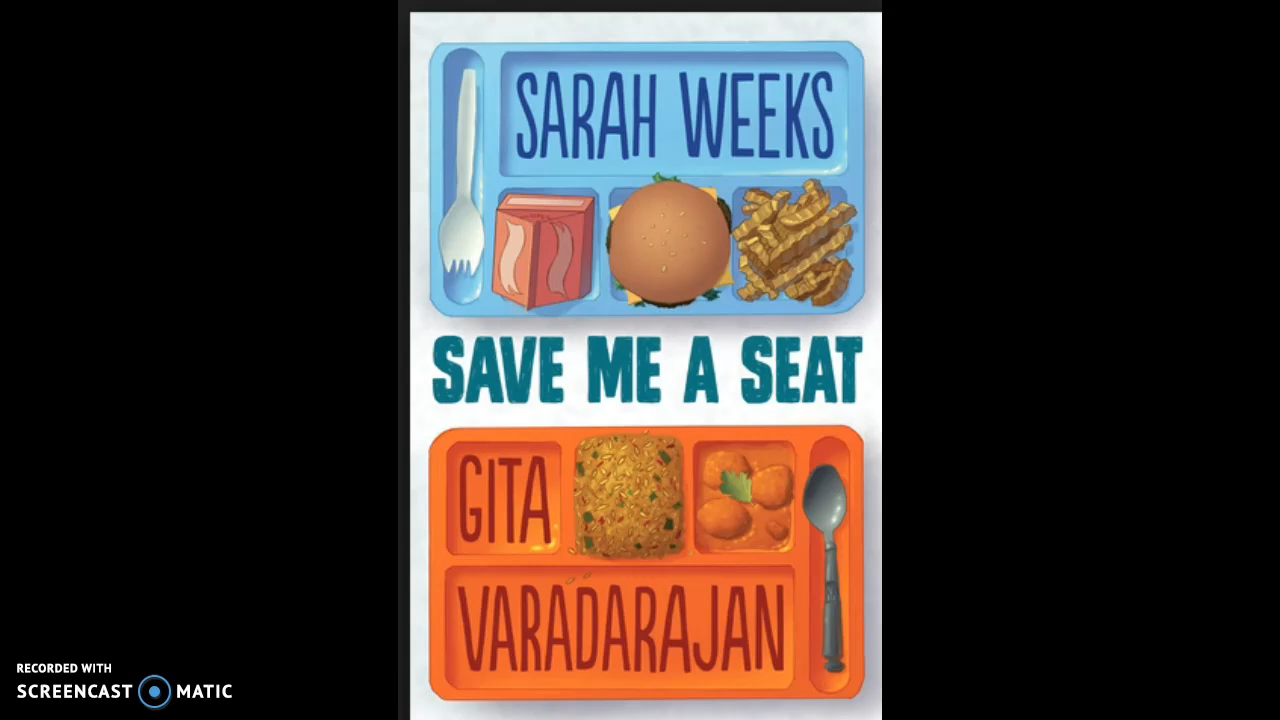 SARAH WEEKS
SAVE ME A SEAT
GITA
VARADARAJAN
RECORDED WITH
SCREENCAST MATIC